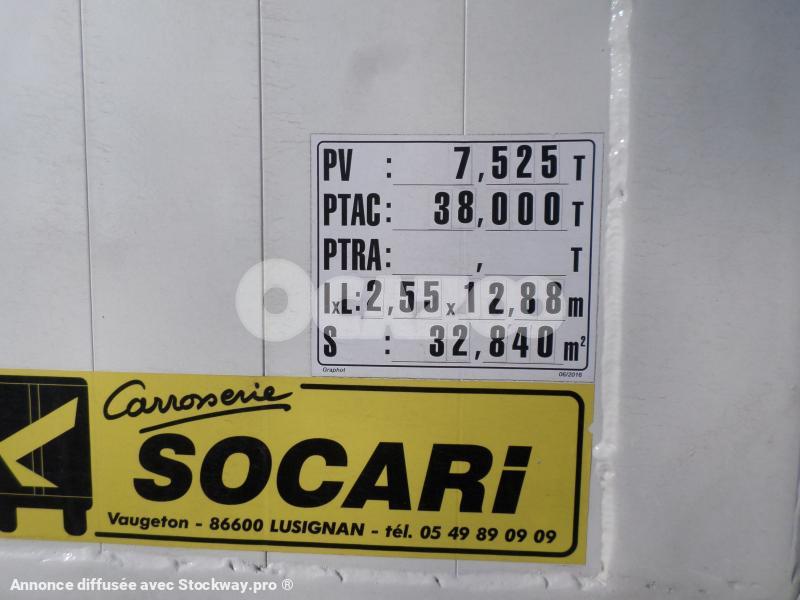 PV : 7,525 T
PTAC: 38,000 T
PTRA: , T
lxL: 2,55 x 12,88 m
S : 32,840 m²
Graphot 06/2016
Carrosserie
SOCARi
Vaugeton - 86600 LUSIGNAN - tél. 05 49 89 09 09
Annonce diffusée avec Stockway.pro ®